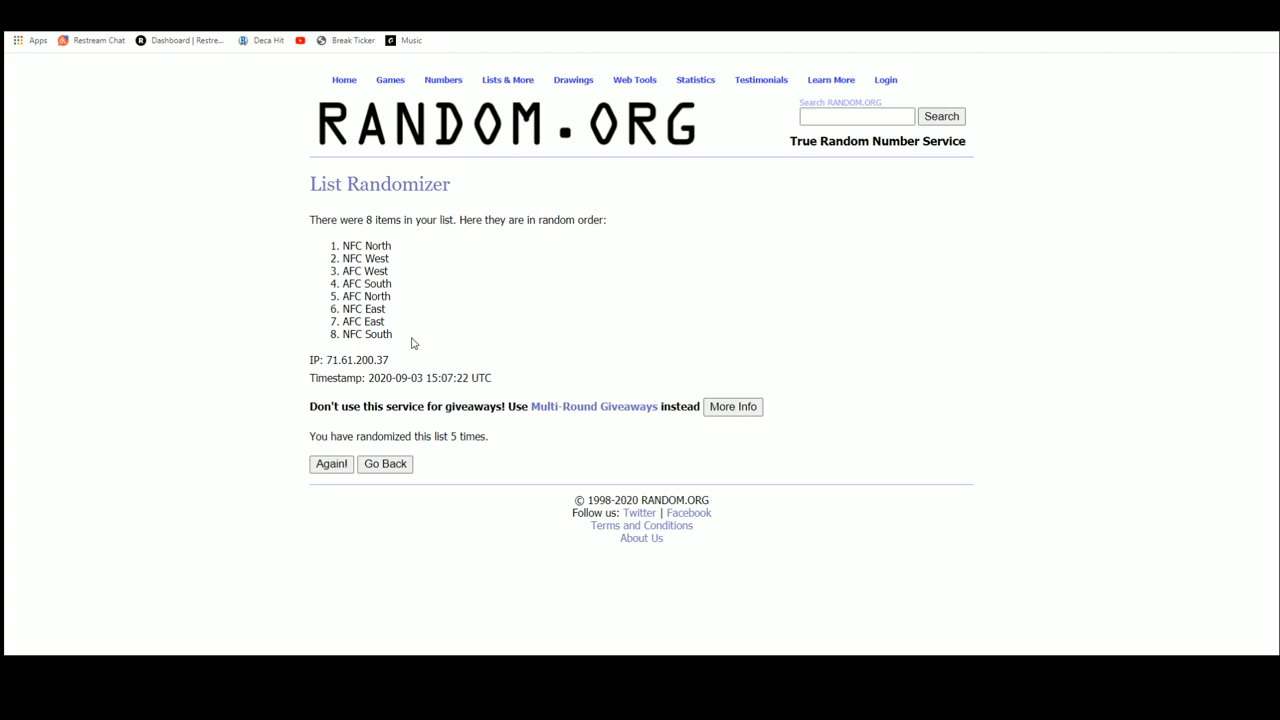 Apps Restream Chat Dashboard | Restre... Deca Hit Break Ticker Music
Home Games Numbers Lists & More Drawings Web Tools Statistics Testimonials Learn More Login
RANDOM.ORG
Search RANDOM.ORG
Search
True Random Number Service
List Randomizer
There were 8 items in your list. Here they are in random order:
1. NFC North
2. NFC West
3. AFC West
4. AFC South
5. AFC North
6. NFC East
7. AFC East
8. NFC South
IP: 71.61.200.37
Timestamp: 2020-09-03 15:07:22 UTC
Don't use this service for giveaways! Use Multi-Round Giveaways instead More Info
You have randomized this list 5 times.
Again! Go Back
© 1998-2020 RANDOM.ORG
Follow us: Twitter | Facebook
Terms and Conditions
About Us